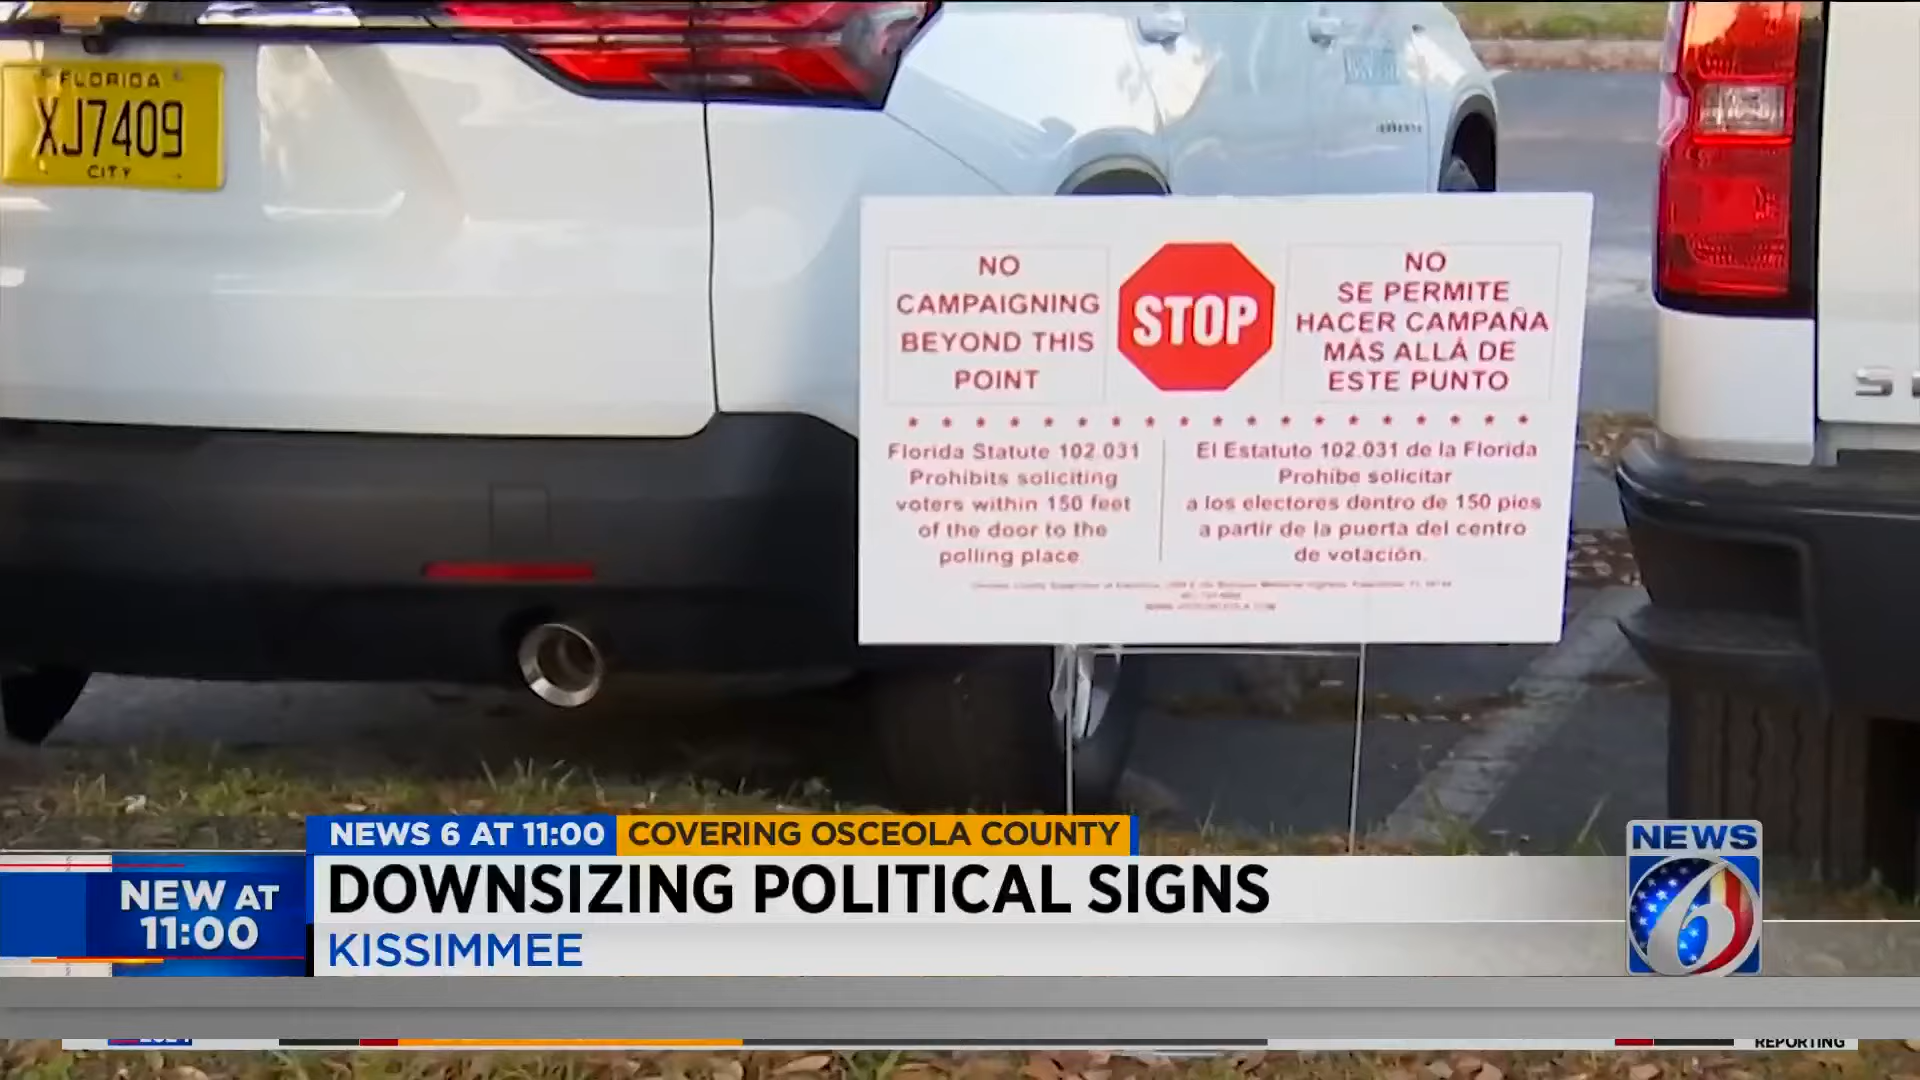 FLORIDA
XJ7409
CITY
NO
CAMPAIGNING
BEYOND THIS
POINT
STOP
NO
SE PERMITE
HACER CAMPAÑA
MÁS ALLÁ DE
ESTE PUNTO
Florida Statute 102.031
Prohibits soliciting
voters within 150 feet
of the door to the
polling place
El Estatuto 102.031 de la Florida
Prohíbe solicitar
a los electores dentro de 150 pies
a partir de la puerta del centro
de votación.
NEWS 6 AT 11:00
COVERING OSCEOLA COUNTY
NEW AT
11:00
DOWNSIZING POLITICAL SIGNS
KISSIMMEE
NEWS
6
REPORTING